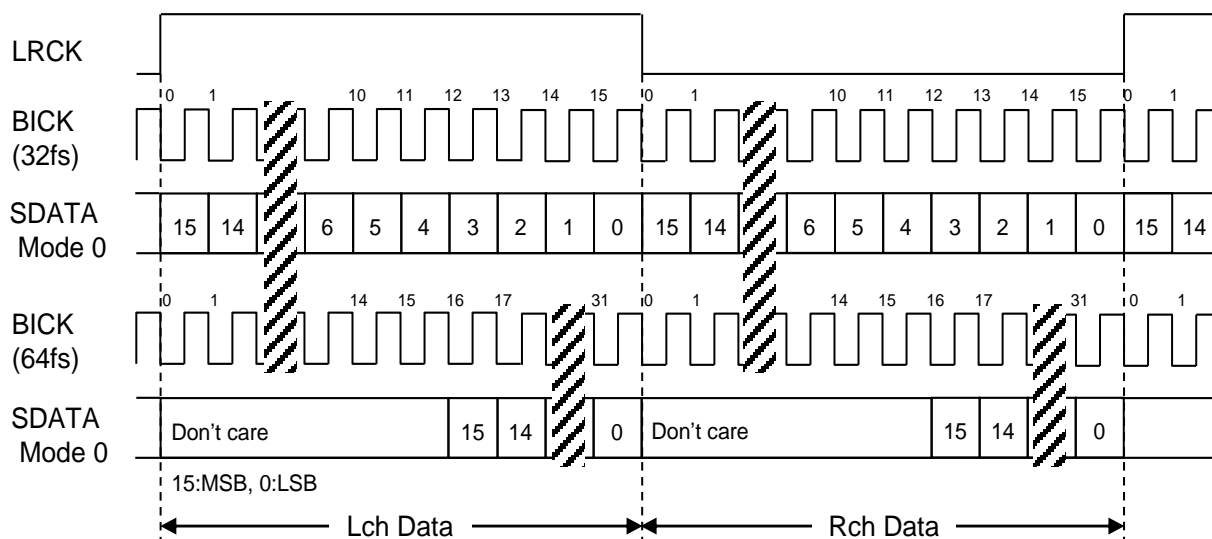 LRCK
0 1 10 11 12 13 14 15 0 1 10 11 12 13 14 15 0 1
BICK
(32fs)
SDATA
Mode 0
15 14 6 5 4 3 2 1 0 15 14 6 5 4 3 2 1 0 15 14
0 1 14 15 16 17 31 0 1 14 15 16 17 31 0 1
BICK
(64fs)
SDATA
Mode 0
Don't care 15 14 0 Don't care 15 14 0
15:MSB, 0:LSB
Lch Data Rch Data